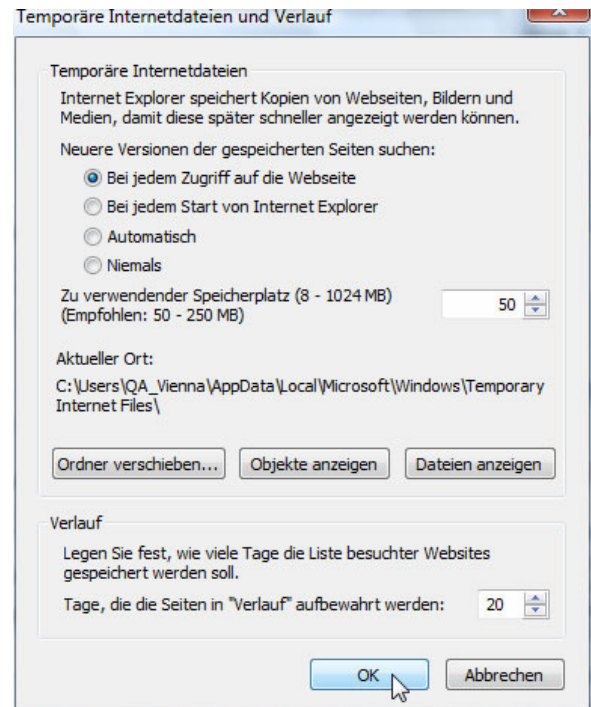 Temporäre Internetdateien und Verlauf
Temporäre Internetdateien
Internet Explorer speichert Kopien von Webseiten, Bildern und
Medien, damit diese später schneller angezeigt werden können.
Neuere Versionen der gespeicherten Seiten suchen:
Bei jedem Zugriff auf die Webseite
Bei jedem Start von Internet Explorer
Automatisch
Niemals
Zu verwendender Speicherplatz (8 - 1024 MB) 50
(Empfohlen: 50 - 250 MB)
Aktueller Ort:
C:\Users\QA_Vienna\AppData\Local\Microsoft\Windows\Temporary
Internet Files\
Ordner verschieben... Objekte anzeigen Dateien anzeigen
Verlauf
Legen Sie fest, wie viele Tage die Liste besuchter Websites
gespeichert werden soll.
Tage, die die Seiten in "Verlauf" aufbewahrt werden: 20
OK Abbrechen